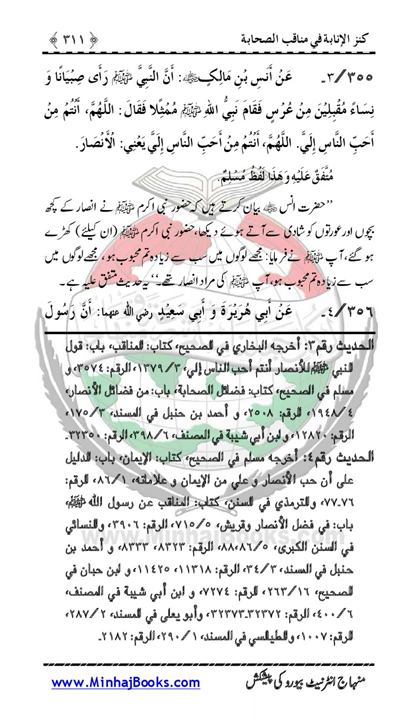 كنز الإنابة في مناقب الصحابة ﴿ ٣١١ ﴾
٣/٣٥٥۔ عَنْ أَنَسِ بْنِ مَالِكٍ رضی اللہ عنہ: أَنَّ النَّبِيَّ ﷺ رَأَى صِبْيَانًا وَ
نِسَاءً مُقْبِلِيْنَ مِنْ عُرُسٍ فَقَامَ نَبِيُّ اللهِ ﷺ مُمْثِلًا فَقَالَ: اَللّٰهُمَّ، أَنْتُمْ مِنْ
أَحَبِّ النَّاسِ إِلَيَّ. اَللّٰهُمَّ، أَنْتُمْ مِنْ أَحَبِّ النَّاسِ إِلَيَّ يَعْنِي: الْأَنْصَارَ.
مُتَّفَقٌ عَلَيْهِ وَهَذَا لَفْظُ مُسْلِمٍ
’’حضرت انس رضی اللہ عنہ بیان کرتے ہیں کہ حضور نبی اکرم ﷺ نے انصار کے کچھ
بچوں اور عورتوں کو شادی سے آتے ہوئے دیکھا، حضور نبی اکرم ﷺ (ان کیلئے) کھڑے
ہو گئے، آپ ﷺ نے فرمایا: مجھے لوگوں میں سب سے زیادہ تم محبوب ہو، مجھے لوگوں میں
سب سے زیادہ تم محبوب ہو، آپ ﷺ کی مراد انصار تھے۔‘‘ یہ حدیث متفق علیہ ہے۔
٤/٣٥٦۔ عَنْ أَبِي هُرَيْرَةَ وَ أَبِي سَعِيْدٍ رضي الله عنهما: أَنَّ رَسُوْلَ
الحديث رقم ٣: أخرجه البخاري في الصحيح، كتاب: المناقب، باب: قول
النبي ﷺ للأنصار أنتم أحب الناس إلي، ٣/١٣٧٩، الرقم: ٣٥٧٤، و
مسلم في الصحيح، كتاب: فضائل الصحابة، باب: من فضائل الأنصار،
٤/١٩٤٨، الرقم: ٢٥٠٨، و أحمد بن حنبل في المسند، ٣/١٧٥،
الرقم: ١٢٨٢٠، و ابن أبي شيبة في المصنف، ٦/٣٩٨، الرقم: ٣٢٣٥٠۔
الحديث رقم ٤: أخرجه مسلم في الصحيح، كتاب: الإيمان، باب: الدليل
على أن حب الأنصار و علي من الإيمان و علاماته، ١/٨٦، الرقم:
٧٦۔٧٧، والترمذي في السنن، كتاب: المناقب عن رسول الله ﷺ،
باب: في فضل الأنصار وقريش، ٥/٧١٥، الرقم: ٣٩٠٦، والنسائي
في السنن الكبرى، ٥/٨٦،٨٨، الرقم: ٨٣٢٣، ٨٣٣٣، و أحمد بن
حنبل في المسند، ٣/٣٤، الرقم: ١١٣١٨، ١١٤٢٥، و ابن حبان في
الصحيح، ١٦/٢٦٣، الرقم: ٧٢٧٤، و ابن أبي شيبة في المصنف،
٦/٤٠٠، الرقم: ٣٢٣٧٢۔٣٢٣٧٣، وأبو يعلى في المسند، ٢/٢٨٧،
الرقم: ١٠٠٧، والطيالسي في المسند، ١/٢٩٠، الرقم: ٢١٨٢۔
منہاج انٹرنیٹ بیورو کی پیشکش www.MinhajBooks.com